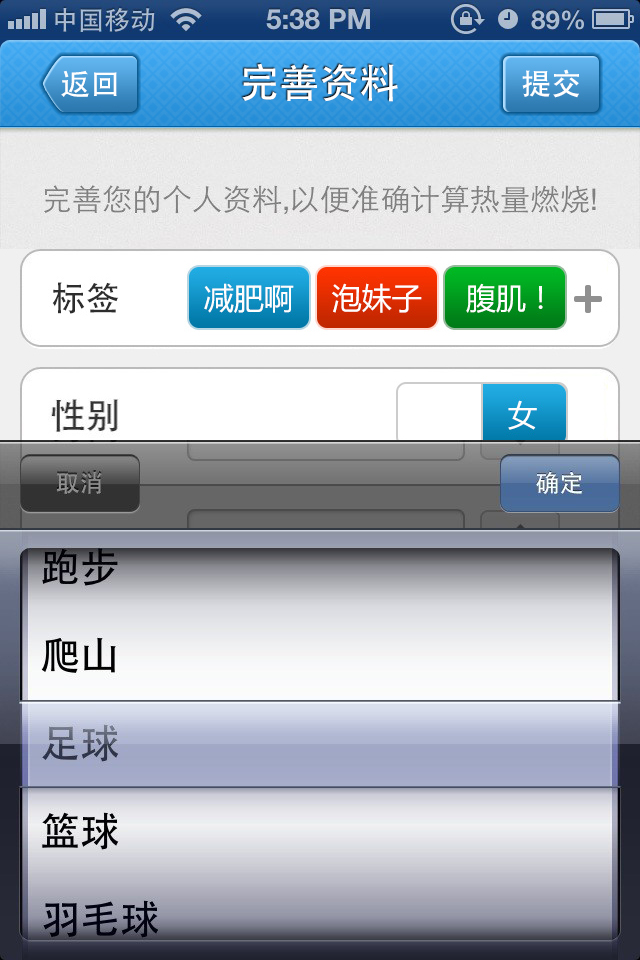 中国移动 5:38 PM 89%
返回 完善资料 提交
完善您的个人资料,以便准确计算热量燃烧!
标签 减肥啊 泡妹子 腹肌！ +
性别 女
取消 确定
跑步
爬山
足球
篮球
羽毛球